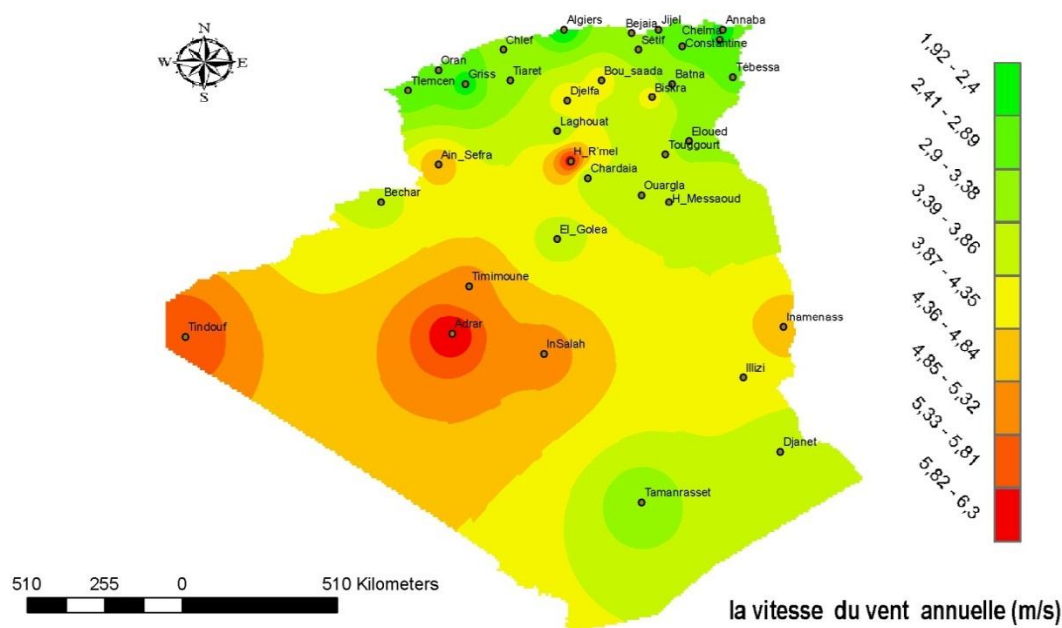 N
W
E
S
Algiers
Bejaia
Jijel
Annaba
Chelma
Chlef
Sétif
Constantine
Oran
Tlemcen
Griss
Tiaret
Bou_saada
Batna
Tébessa
Djelfa
Biskra
Laghouat
Eloued
Touggourt
Ain_Sefra
H_R'mel
Chardaia
Bechar
Ouargla
H_Messaoud
El_Golea
Timimoune
Tindouf
Adrar
InSalah
Inamenass
Illizi
Djanet
Tamanrasset
1,92 - 2,4
2,41 - 2,89
2,9 - 3,38
3,39 - 3,86
3,87 - 4,35
4,36 - 4,84
4,85 - 5,32
5,33 - 5,81
5,82 - 6,3
510 255 0 510 Kilometers
la vitesse du vent annuelle (m/s)